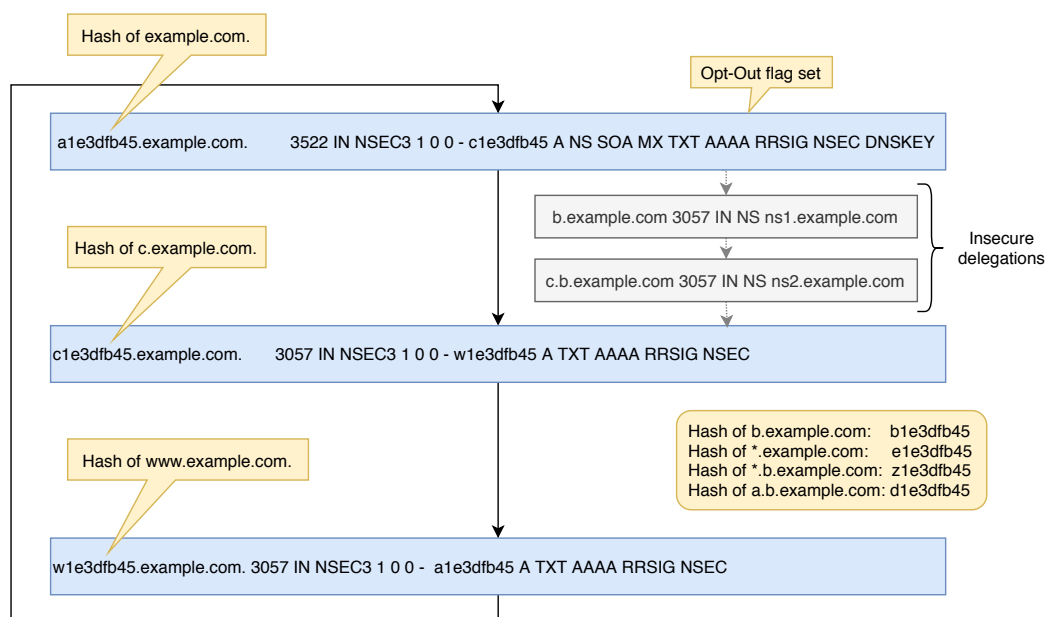 Hash of example.com.
Opt-Out flag set
a1e3dfb45.example.com. 3522 IN NSEC3 1 0 0 - c1e3dfb45 A NS SOA MX TXT AAAA RRSIG NSEC DNSKEY
b.example.com 3057 IN NS ns1.example.com
Insecure
delegations
Hash of c.example.com.
c.b.example.com 3057 IN NS ns2.example.com
c1e3dfb45.example.com. 3057 IN NSEC3 1 0 0 - w1e3dfb45 A TXT AAAA RRSIG NSEC
Hash of b.example.com: b1e3dfb45
Hash of *.example.com: e1e3dfb45
Hash of *.b.example.com: z1e3dfb45
Hash of a.b.example.com: d1e3dfb45
Hash of www.example.com.
w1e3dfb45.example.com. 3057 IN NSEC3 1 0 0 - a1e3dfb45 A TXT AAAA RRSIG NSEC